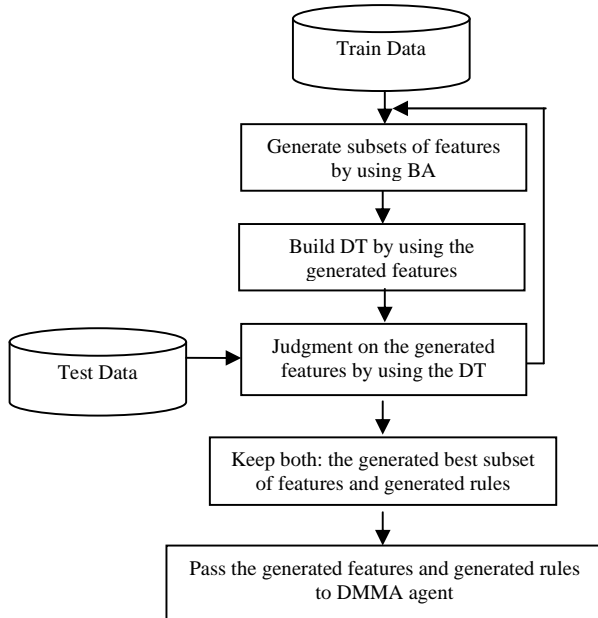 Train Data
Generate subsets of features
by using BA
Build DT by using the
generated features
Judgment on the generated
features by using the DT
Test Data
Keep both: the generated best subset
of features and generated rules
Pass the generated features and generated rules
to DMMA agent